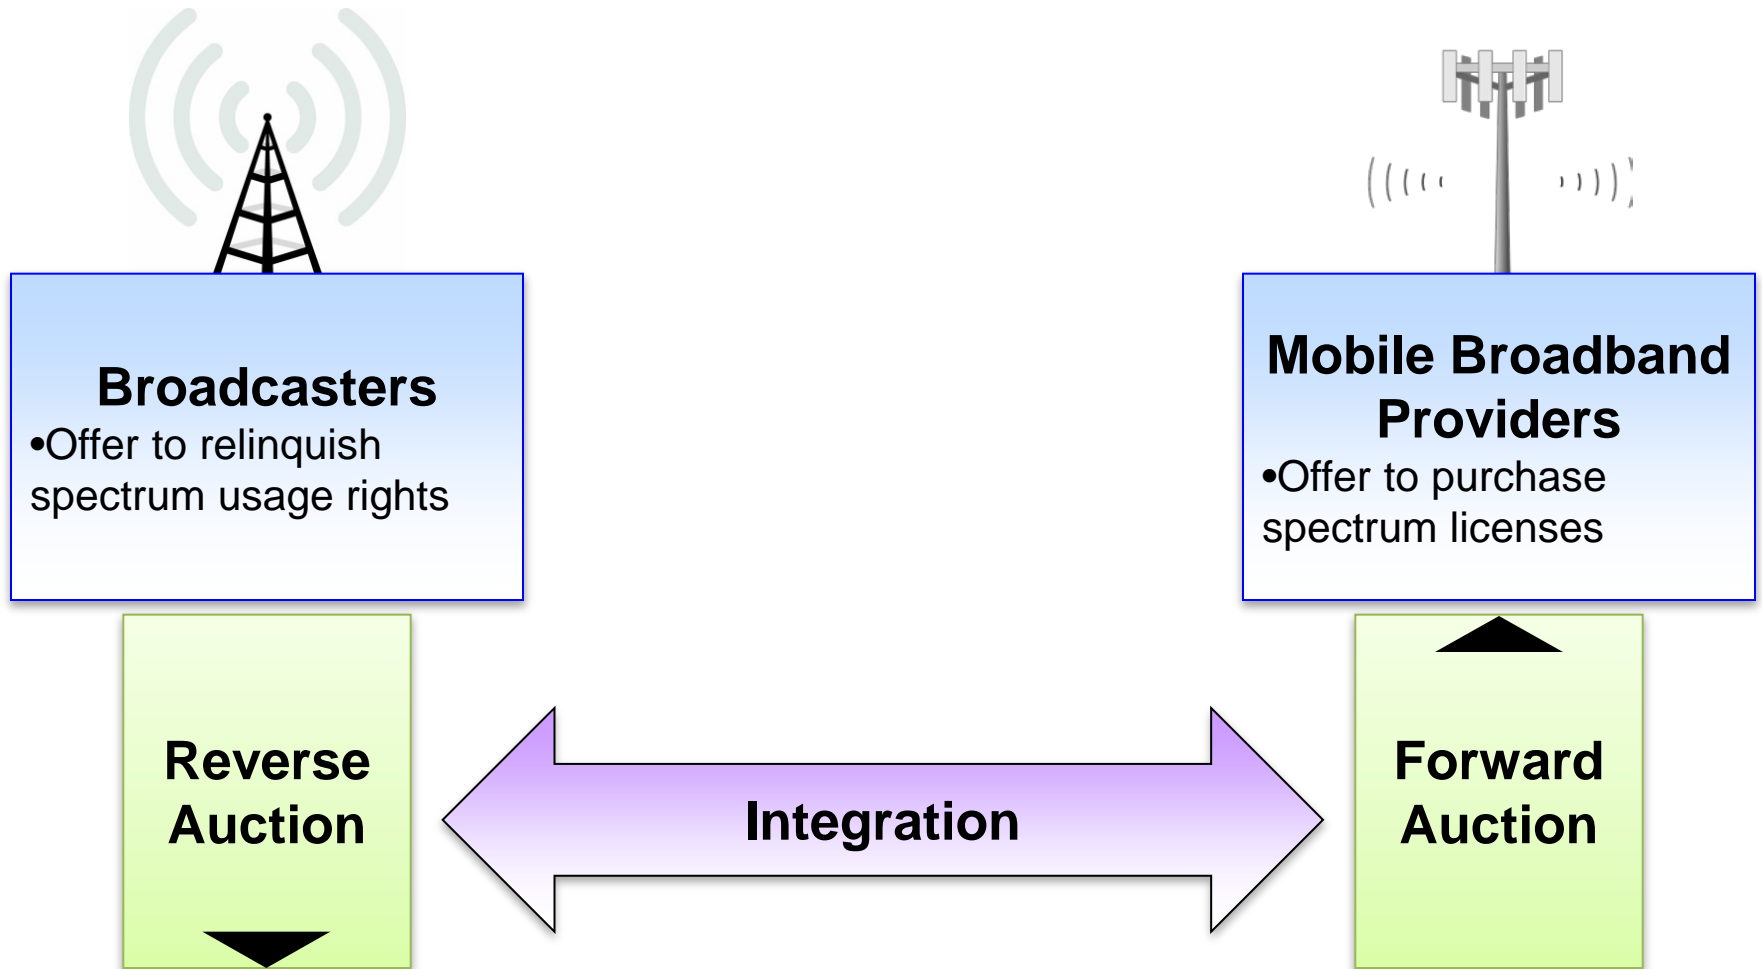 Broadcasters
•Offer to relinquish
spectrum usage rights
Mobile Broadband
Providers
•Offer to purchase
spectrum licenses
Reverse
Auction
Integration
Forward
Auction